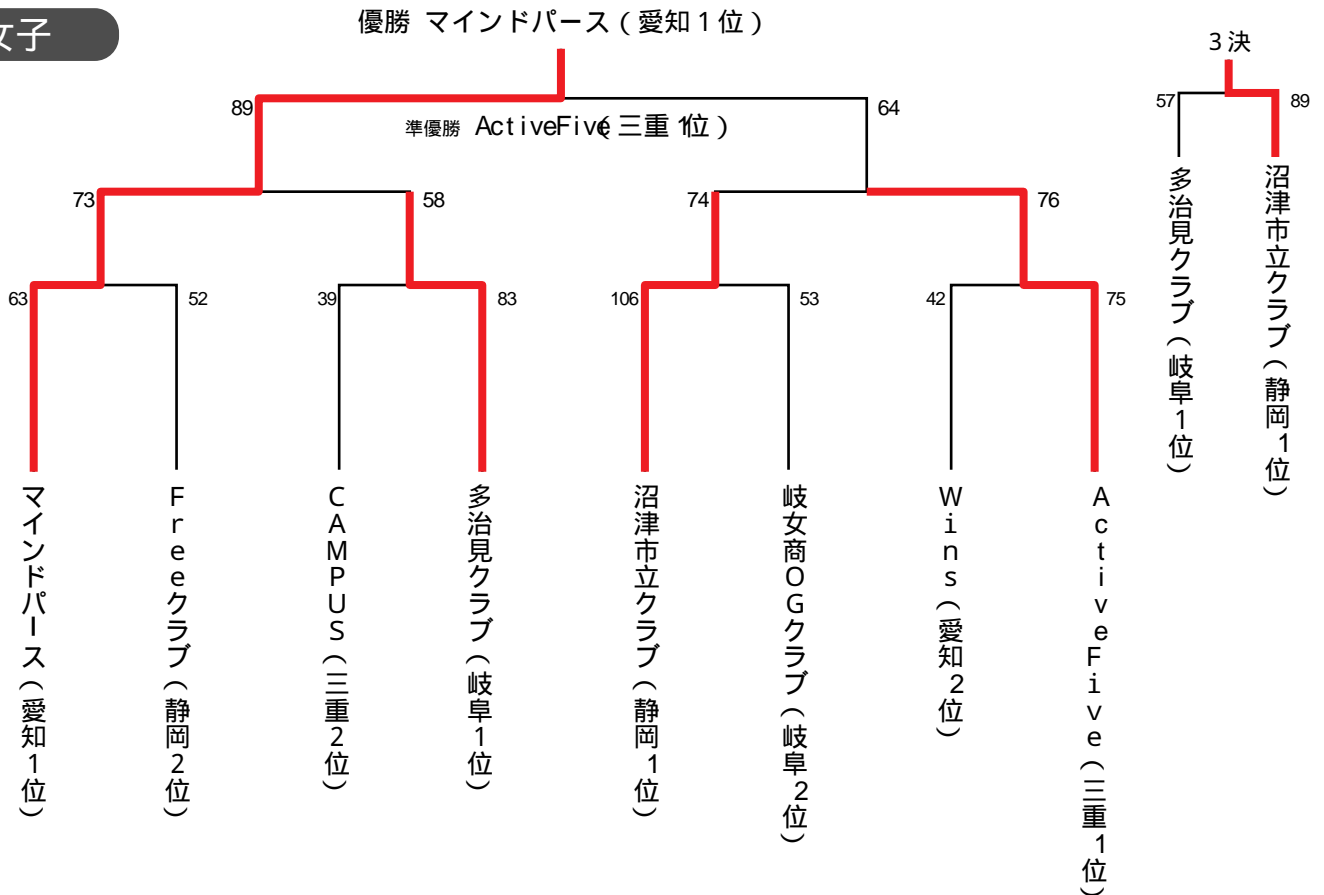 女子
優勝 マインドパース（愛知１位）
3決
89
64
57
89
準優勝 ActiveFive（三重1位）
73
58
74
76
多治見クラブ（岐阜1位）
沼津市立クラブ（静岡1位）
63
52
39
83
106
53
42
75
マインドパース（愛知1位）
Freeクラブ（静岡2位）
CAMPUS（三重2位）
多治見クラブ（岐阜1位）
沼津市立クラブ（静岡1位）
岐女商OGクラブ（岐阜2位）
Wins（愛知2位）
ActiveFive（三重1位）